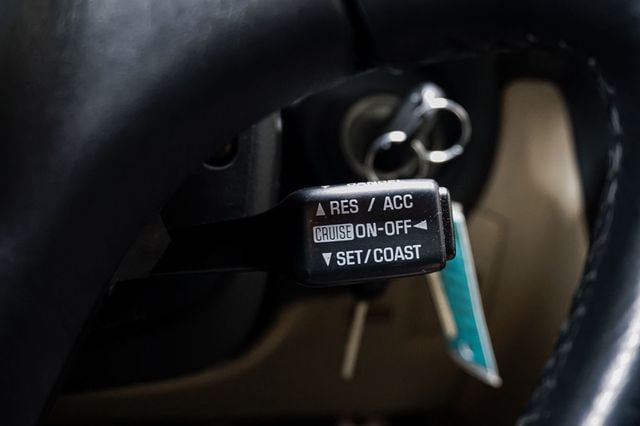 ▲ RES / ACC
CRUISE ON-OFF ◄
▼ SET/COAST